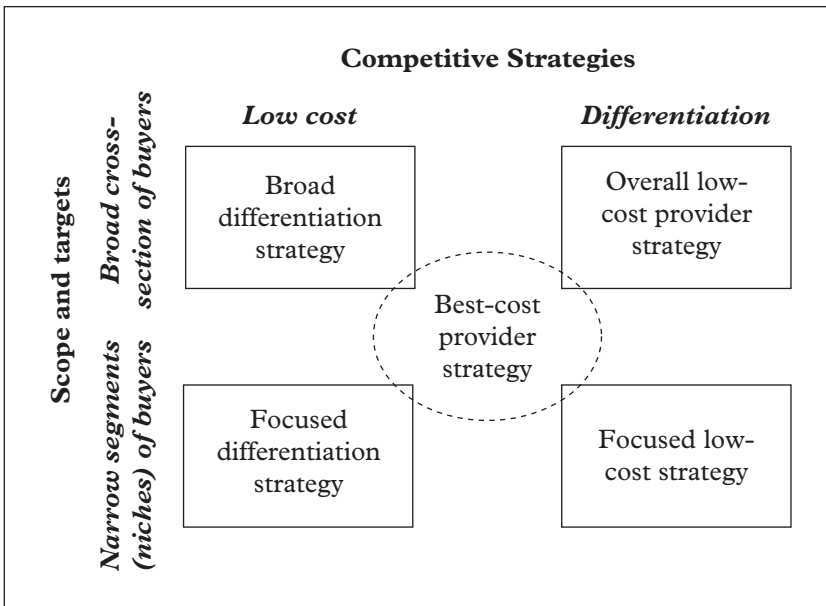 Competitive Strategies
Low cost
Differentiation
Scope and targets
Broad cross-
section of buyers
Broad
differentiation
strategy
Overall low-
cost provider
strategy
Best-cost
provider
strategy
Narrow segments
(niches) of buyers
Focused
differentiation
strategy
Focused low-
cost strategy